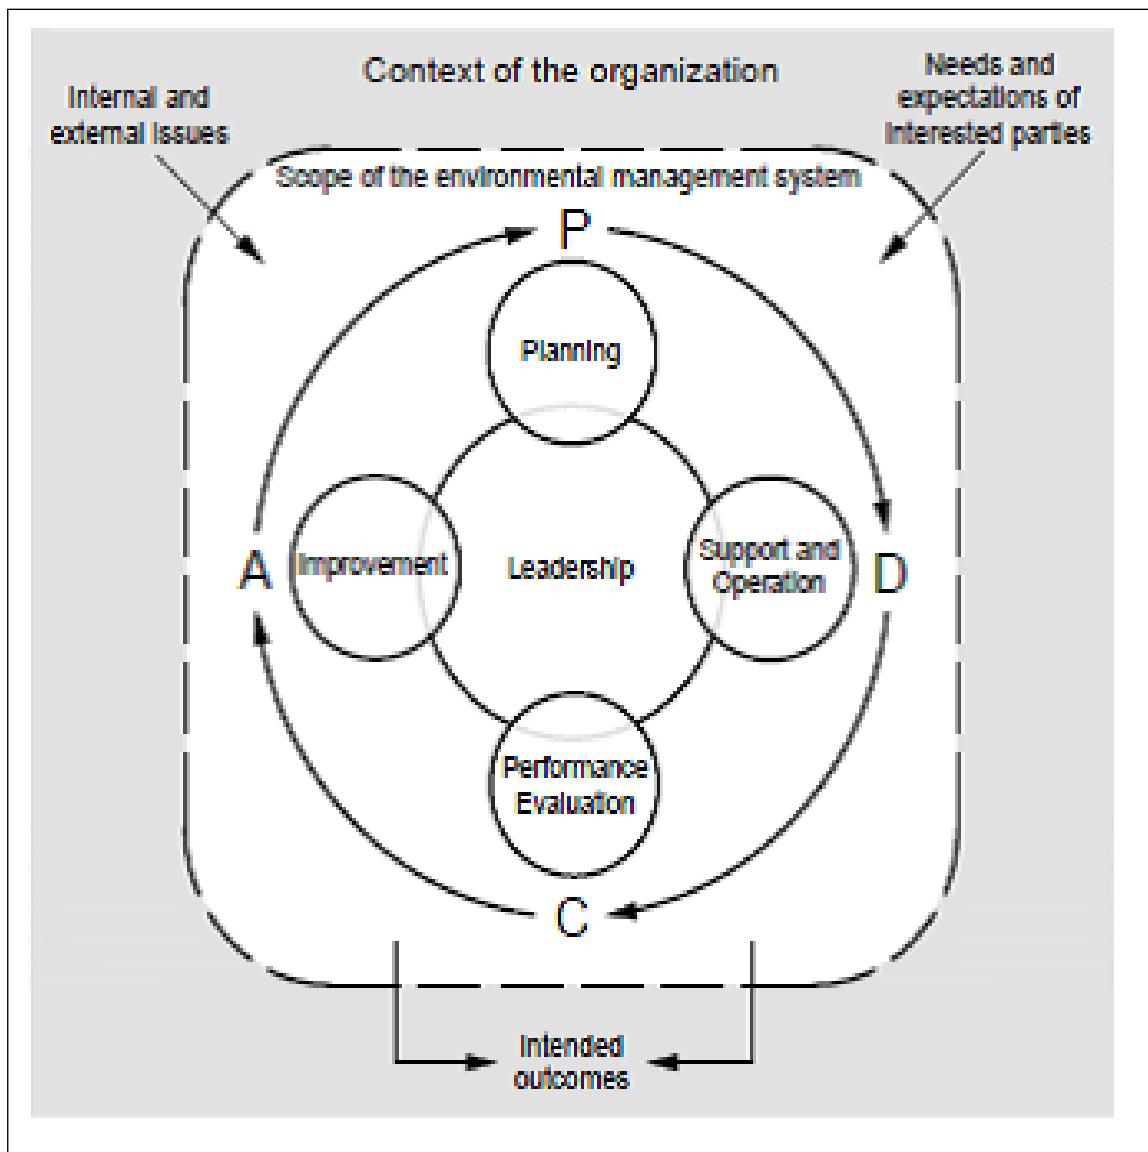 Context of the organization
Internal and
external issues
Needs and
expectations of
interested parties
Scope of the environmental management system
P
Planning
A
Improvement
Leadership
Support and
Operation
D
Performance
Evaluation
C
Intended
outcomes